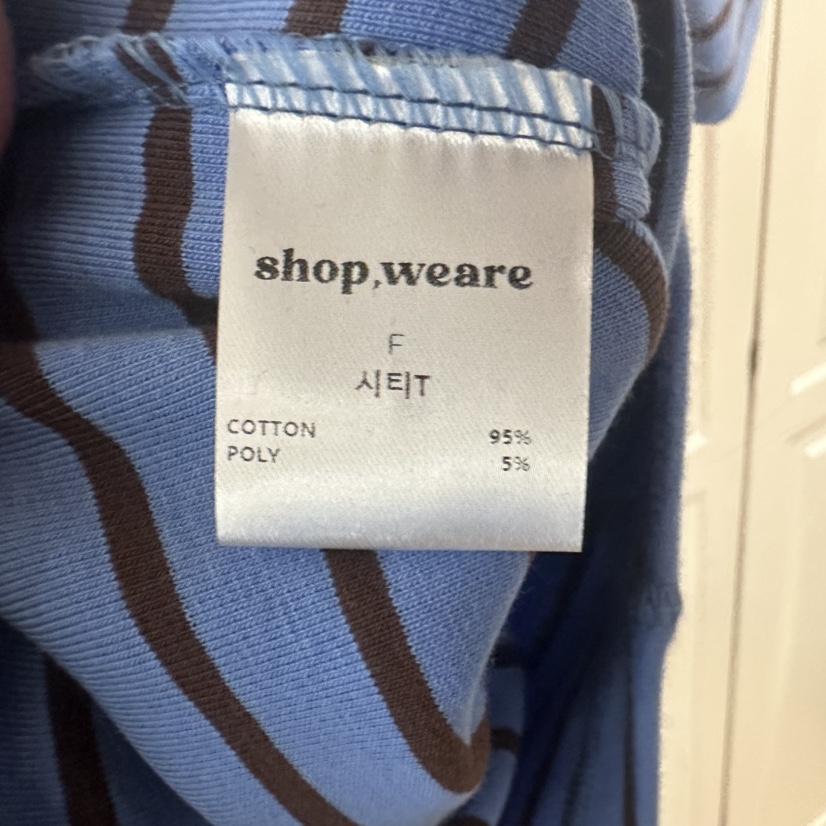 shop,weare
F
시티T
COTTON 95%
POLY 5%